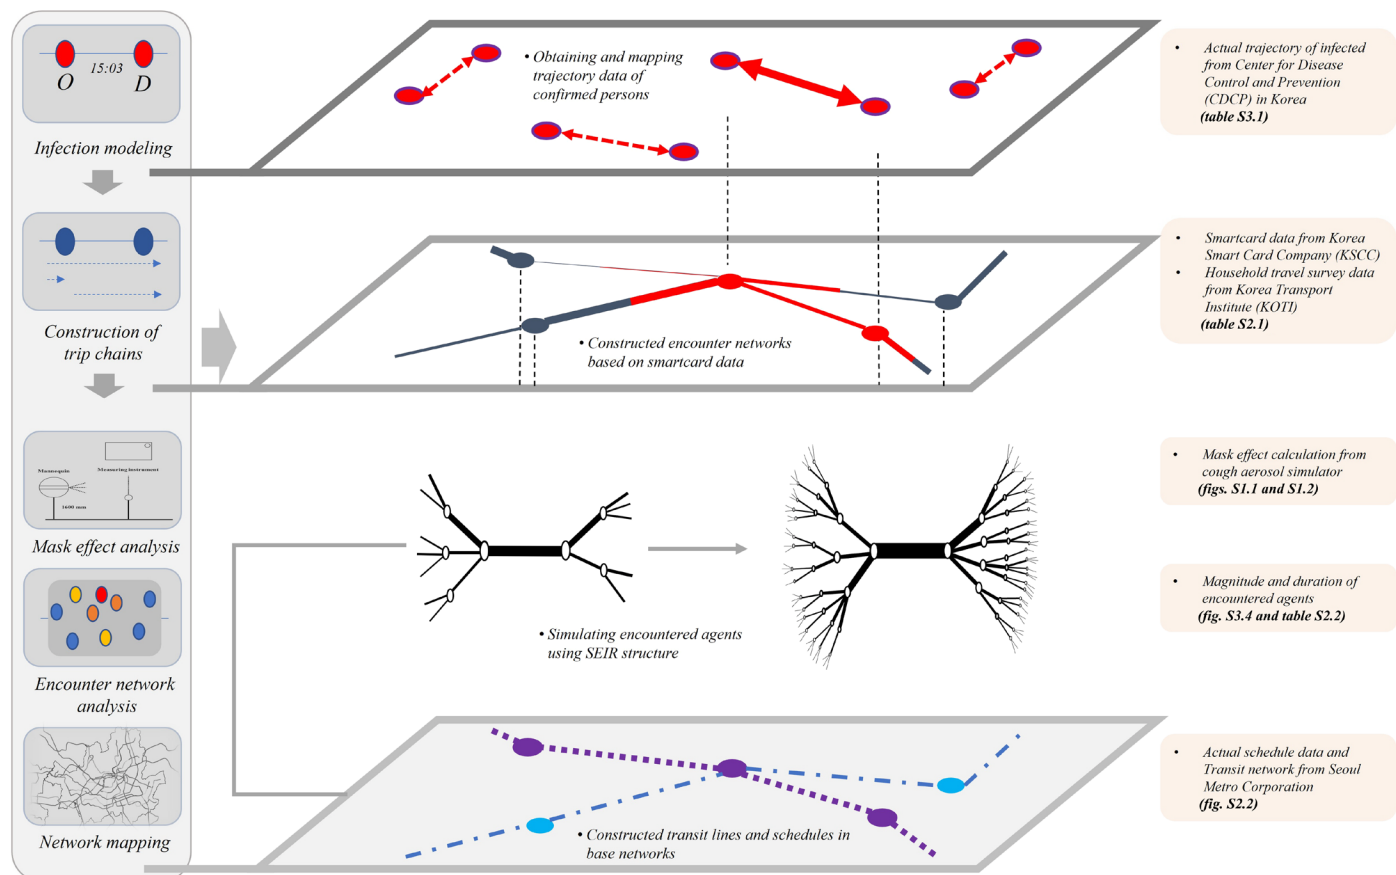 O
15:03
D
Infection modeling
Construction of
trip chains
Mannequin
Measuring instrument
1600 mm
Mask effect analysis
Encounter network
analysis
Network mapping
• Obtaining and mapping
trajectory data of
confirmed persons
• Constructed encounter networks
based on smartcard data
• Simulating encountered agents
using SEIR structure
• Constructed transit lines and schedules in
base networks
• Actual trajectory of infected
from Center for Disease
Control and Prevention
(CDCP) in Korea
(table S3.1)
• Smartcard data from Korea
Smart Card Company (KSCC)
• Household travel survey data
from Korea Transport
Institute (KOTI)
(table S2.1)
• Mask effect calculation from
cough aerosol simulator
(figs. S1.1 and S1.2)
• Magnitude and duration of
encountered agents
(fig. S3.4 and table S2.2)
• Actual schedule data and
Transit network from Seoul
Metro Corporation
(fig. S2.2)